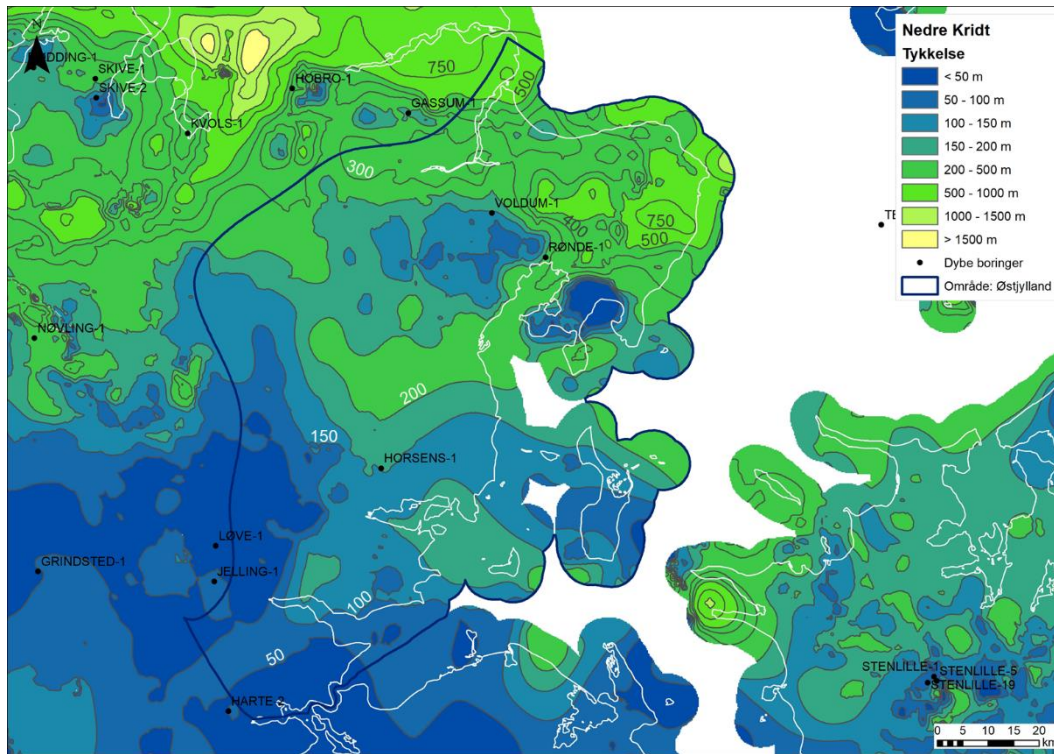 N
SKIVE-1
SKIVE-2
KVOLS-1
HOBRO-1
GASSUM-1
750
500
300
VOLDUM-1
400
RØNDE-1
750
500
NØVLING-1
200
150
HORSENS-1
LØVE-1
JELLING-1
GRINDSTED-1
100
50
HARTE-2
STENLILLE-1
STENLILLE-5
STENLILLE-19
Nedre Kridt
Tykkelse
< 50 m
50 - 100 m
100 - 150 m
150 - 200 m
200 - 500 m
500 - 1000 m
1000 - 1500 m
> 1500 m
Dybe boringer
Område: Østjylland
0 5 10 15 20
km